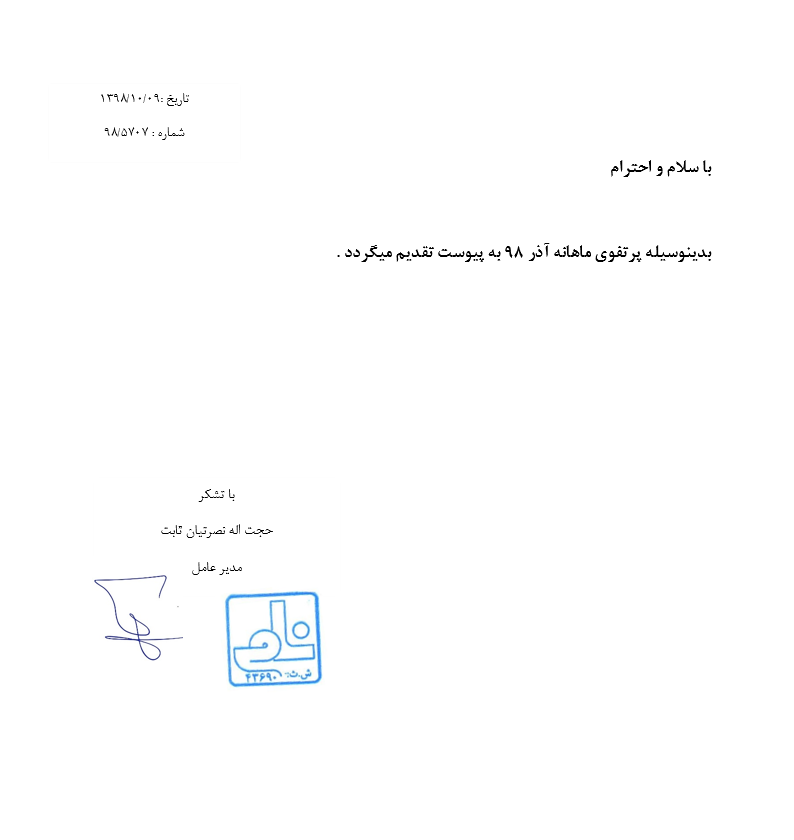 تاریخ :۱۳۹۸/۱۰/۰۹
شماره : ۹۸/۵۷۰۷
با سلام و احترام
بدینوسیله پرتفوی ماهانه آذر ۹۸ به پیوست تقدیم میگردد .
با تشکر
حجت اله نصرتیان ثابت
مدیر عامل
ش.ث: ۴۳۶۹۰